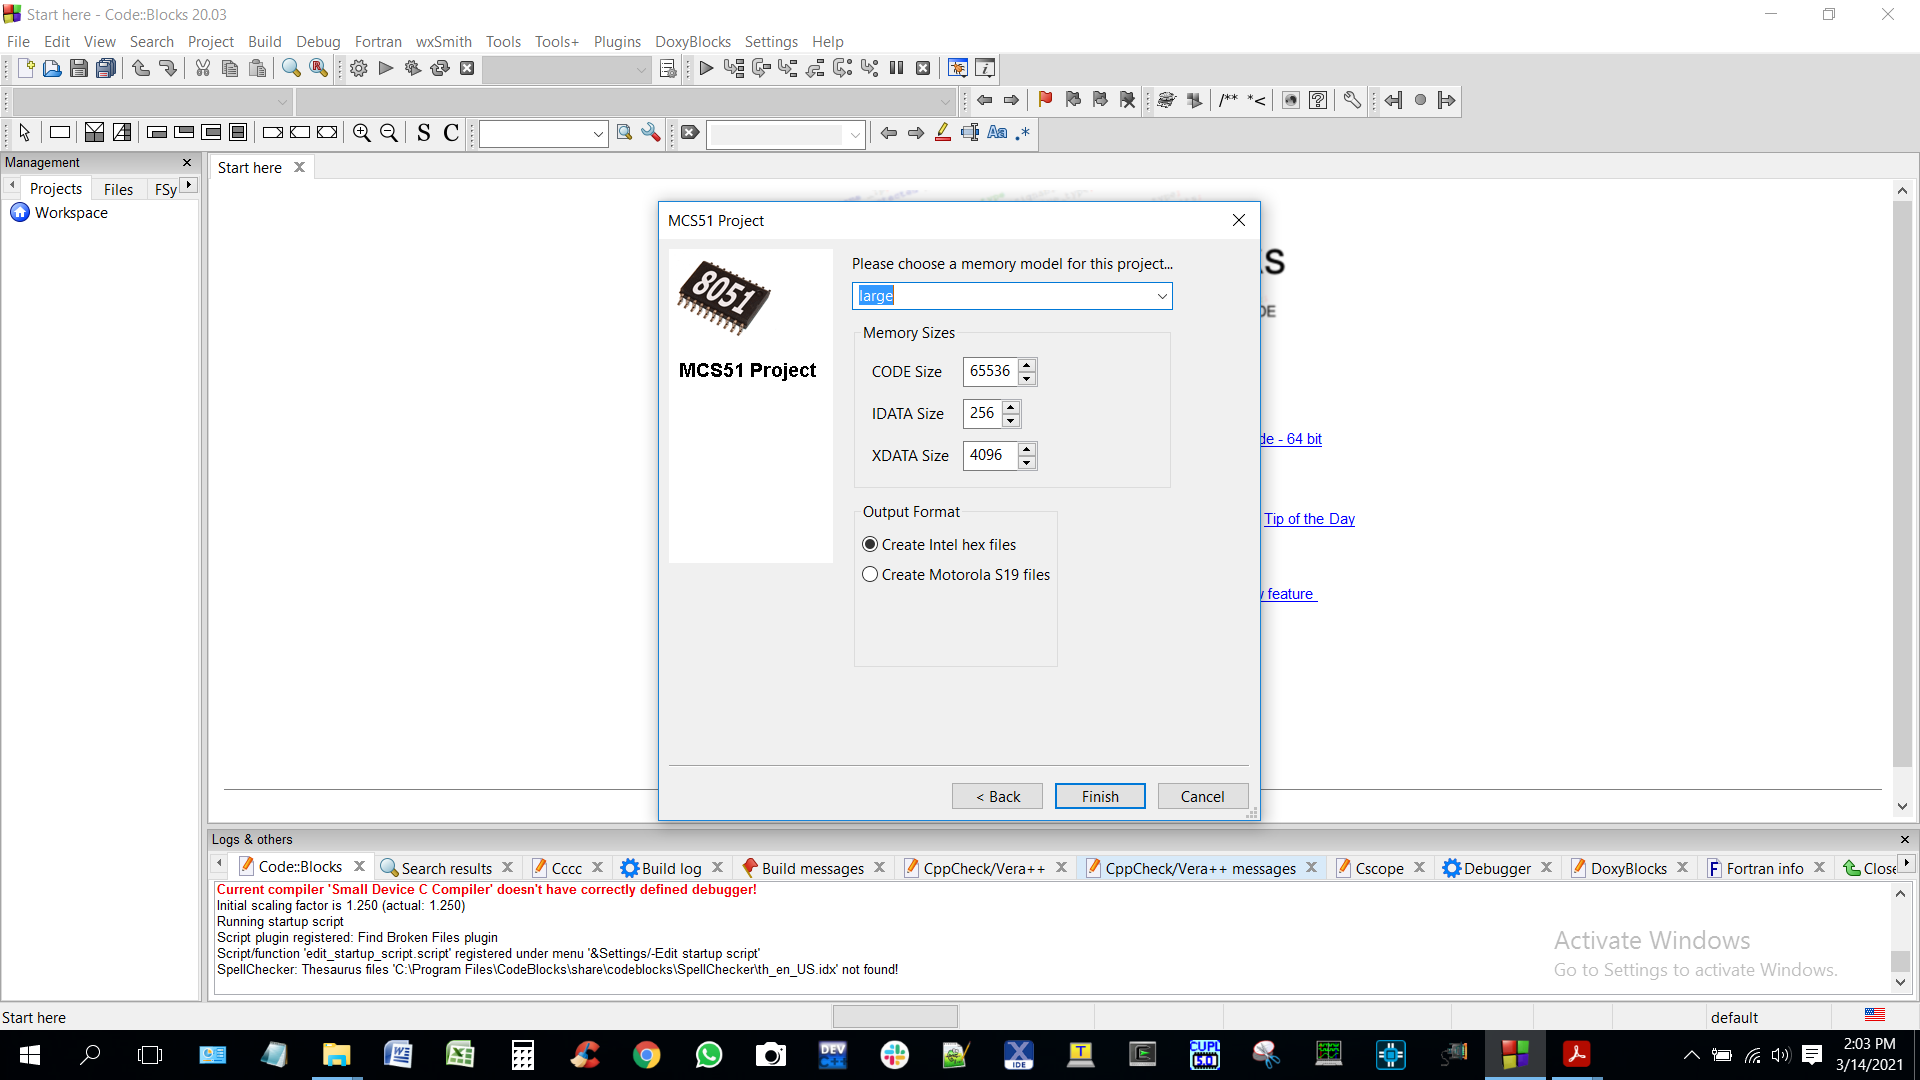 Start here - Code::Blocks 20.03
File Edit View Search Project Build Debug Fortran wxSmith Tools Tools+ Plugins DoxyBlocks Settings Help
/** *<
S C
Aa .*
Management
Start here
Projects Files FSy
Workspace
MCS51 Project
8051
MCS51 Project
Please choose a memory model for this project...
large
Memory Sizes
CODE Size 65536
IDATA Size 256
XDATA Size 4096
Output Format
Create Intel hex files
Create Motorola S19 files
< Back Finish Cancel
S
DE
de - 64 bit
Tip of the Day
feature
Logs & others
Code::Blocks Search results Cccc Build log Build messages CppCheck/Vera++ CppCheck/Vera++ messages Cscope Debugger DoxyBlocks Fortran info Close
Current compiler 'Small Device C Compiler' doesn't have correctly defined debugger!
Initial scaling factor is 1.250 (actual: 1.250)
Running startup script
Script plugin registered: Find Broken Files plugin
Script/function 'edit_startup_script.script' registered under menu '&Settings/-Edit startup script'
SpellChecker: Thesaurus files 'C:\Program Files\CodeBlocks\share\codeblocks\SpellChecker\th_en_US.idx' not found!
Activate Windows
Go to Settings to activate Windows.
Start here
default
DEV
IDE
T
CUPL
5.0
2:03 PM
3/14/2021